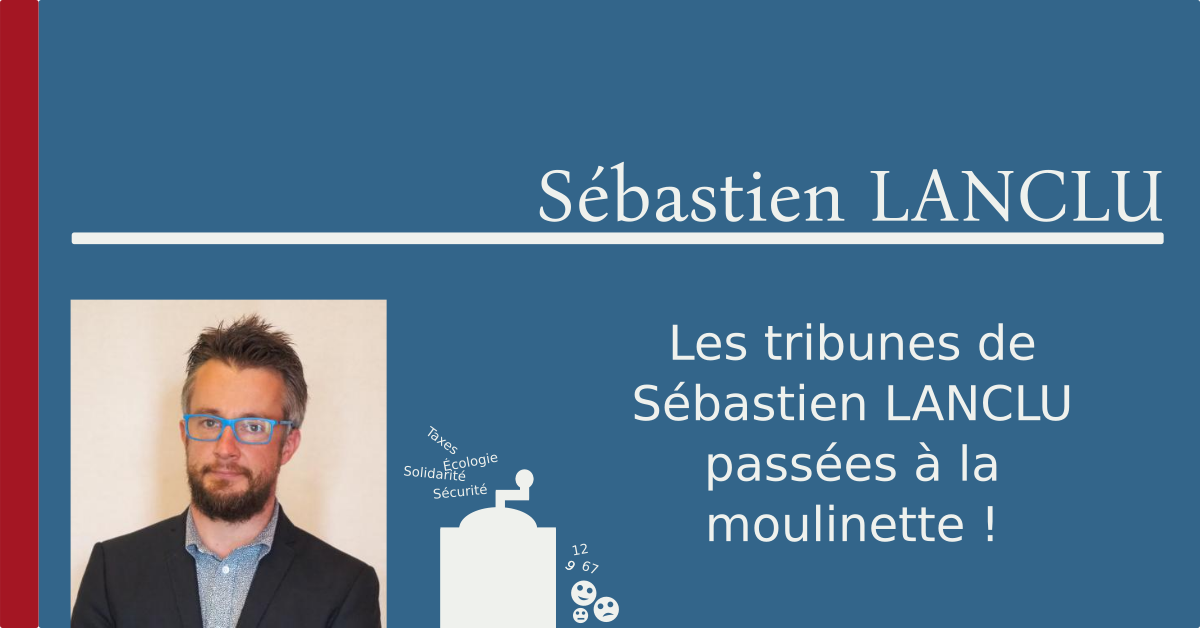 Sébastien LANCLU
Les tribunes de
Sébastien LANCLU
passées à la
moulinette !
Taxes
Écologie
Solidarité
Sécurité
12
9 67